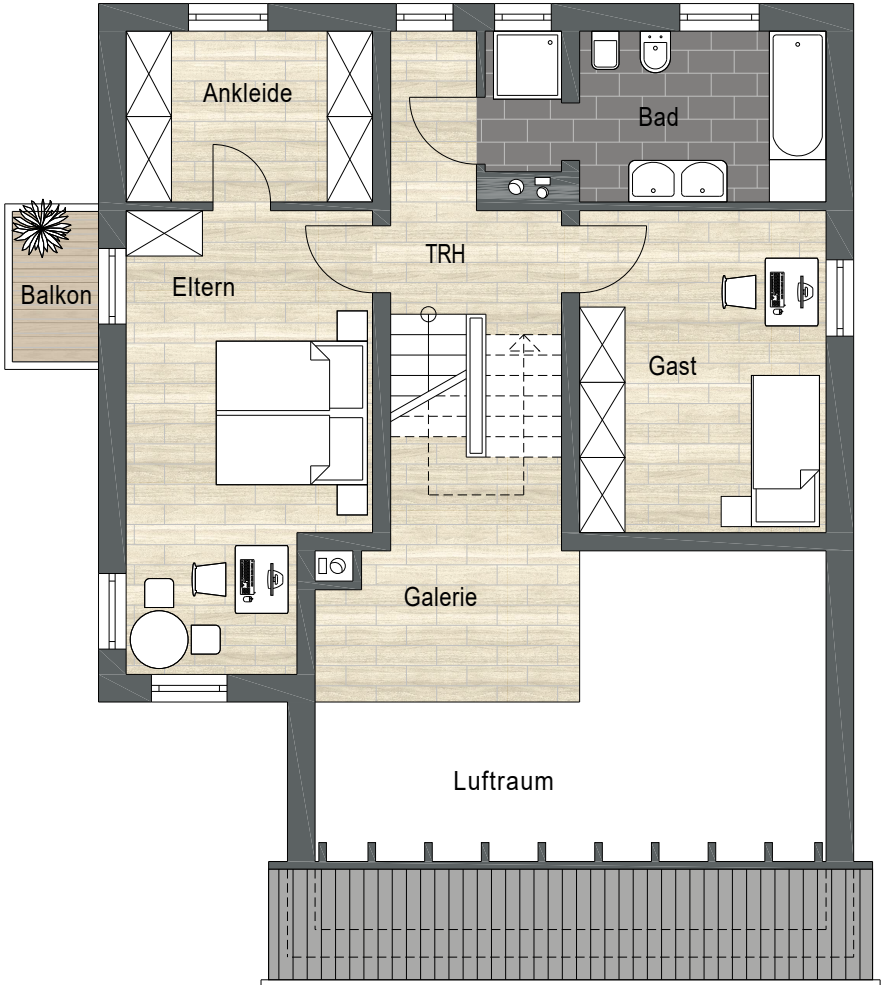 Ankleide
Bad
TRH
Eltern
Balkon
Gast
Galerie
Luftraum